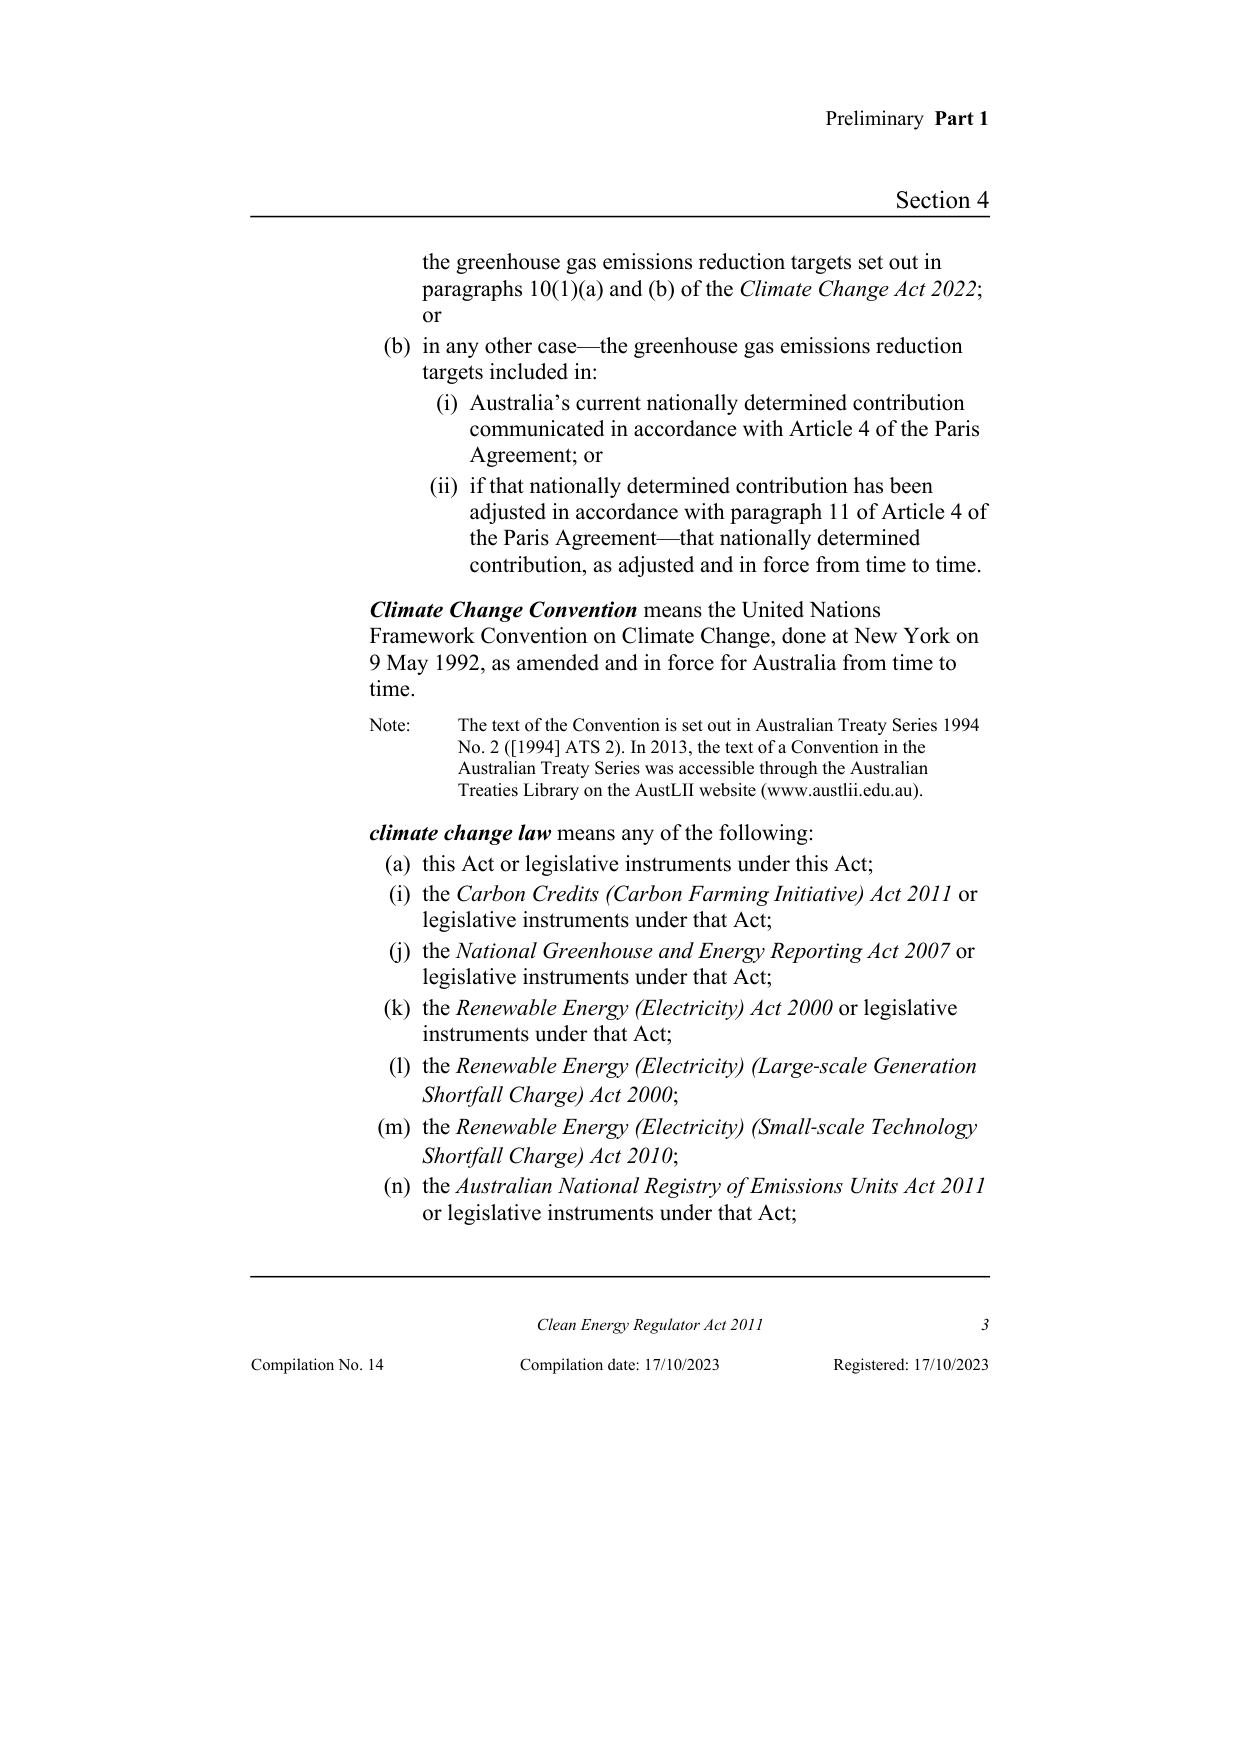 Preliminary Part 1
Section 4
the greenhouse gas emissions reduction targets set out in
paragraphs 10(1)(a) and (b) of the Climate Change Act 2022;
or
(b) in any other case—the greenhouse gas emissions reduction
targets included in:
(i) Australia’s current nationally determined contribution
communicated in accordance with Article 4 of the Paris
Agreement; or
(ii) if that nationally determined contribution has been
adjusted in accordance with paragraph 11 of Article 4 of
the Paris Agreement—that nationally determined
contribution, as adjusted and in force from time to time.
Climate Change Convention means the United Nations
Framework Convention on Climate Change, done at New York on
9 May 1992, as amended and in force for Australia from time to
time.
Note: The text of the Convention is set out in Australian Treaty Series 1994
No. 2 ([1994] ATS 2). In 2013, the text of a Convention in the
Australian Treaty Series was accessible through the Australian
Treaties Library on the AustLII website (www.austlii.edu.au).
climate change law means any of the following:
(a) this Act or legislative instruments under this Act;
(i) the Carbon Credits (Carbon Farming Initiative) Act 2011 or
legislative instruments under that Act;
(j) the National Greenhouse and Energy Reporting Act 2007 or
legislative instruments under that Act;
(k) the Renewable Energy (Electricity) Act 2000 or legislative
instruments under that Act;
(l) the Renewable Energy (Electricity) (Large-scale Generation
Shortfall Charge) Act 2000;
(m) the Renewable Energy (Electricity) (Small-scale Technology
Shortfall Charge) Act 2010;
(n) the Australian National Registry of Emissions Units Act 2011
or legislative instruments under that Act;
Clean Energy Regulator Act 2011 3
Compilation No. 14 Compilation date: 17/10/2023 Registered: 17/10/2023